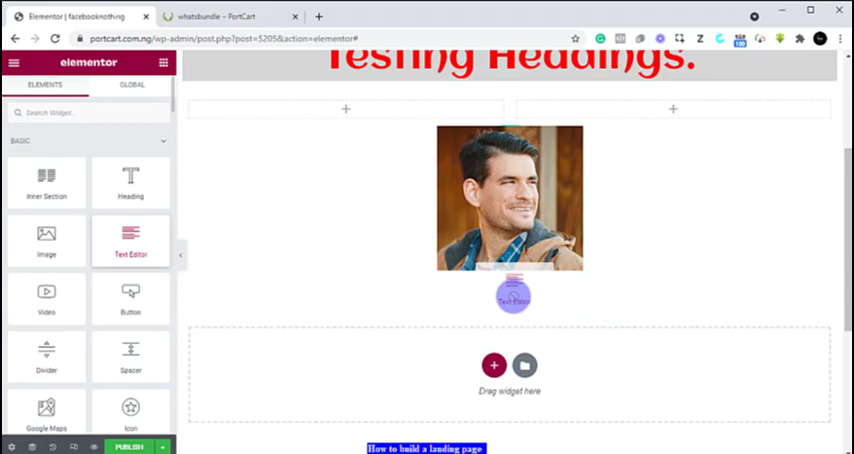 Elementor | facebooknothing
whatsbundle – PortCart
portcart.com.ng/wp-admin/post.php?post=5205&action=elementor#
100
elementor
ELEMENTS
GLOBAL
Search Widget...
BASIC
Inner Section
Heading
Image
Text Editor
Video
Button
Divider
Spacer
Google Maps
Icon
PUBLISH
Testing Headings.
Text Editor
Drag widget here
How to build a landing page